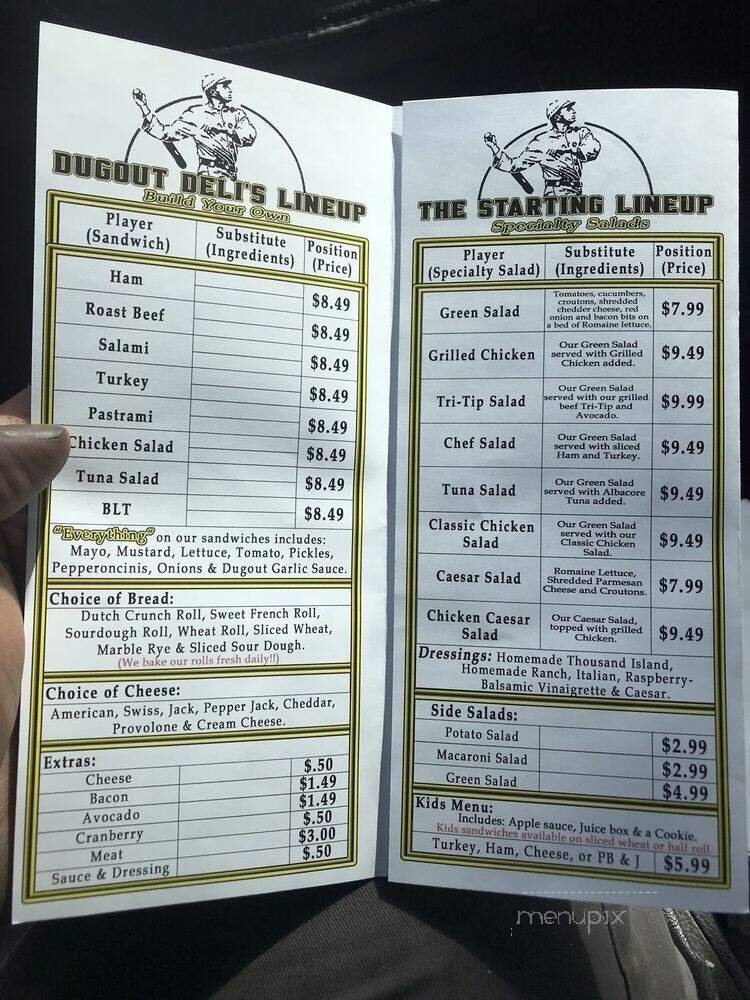 DUGOUT DELI'S LINEUP
Build Your Own
Player (Sandwich) Substitute (Ingredients) Position (Price)
Ham $8.49
Roast Beef $8.49
Salami $8.49
Turkey $8.49
Pastrami $8.49
Chicken Salad $8.49
Tuna Salad $8.49
BLT $8.49
"Everything" on our sandwiches includes:
Mayo, Mustard, Lettuce, Tomato, Pickles,
Pepperoncinis, Onions & Dugout Garlic Sauce.
Choice of Bread:
Dutch Crunch Roll, Sweet French Roll,
Sourdough Roll, Wheat Roll, Sliced Wheat,
Marble Rye & Sliced Sour Dough.
(We bake our rolls fresh daily!!)
Choice of Cheese:
American, Swiss, Jack, Pepper Jack, Cheddar,
Provolone & Cream Cheese.
Extras:
Cheese $.50
Bacon $1.49
Avocado $1.49
Cranberry $.50
Meat $3.00
Sauce & Dressing $.50
THE STARTING LINEUP
Specialty Salads
Player (Specialty Salad) Substitute (Ingredients) Position (Price)
Green Salad
Tomatoes, cucumbers,
croutons, shredded
chedder cheese, red
onion and bacon bits on
a bed of Romaine lettuce.
$7.99
Grilled Chicken
Our Green Salad
served with Grilled
Chicken added.
$9.49
Tri-Tip Salad
Our Green Salad
served with our grilled
beef Tri-Tip and
Avocado.
$9.99
Chef Salad
Our Green Salad
served with sliced
Ham and Turkey.
$9.49
Tuna Salad
Our Green Salad
served with Albacore
Tuna added.
$9.49
Classic Chicken
Salad
Our Green Salad
served with our
Classic Chicken
Salad.
$9.49
Caesar Salad
Romaine Lettuce,
Shredded Parmesan
Cheese and Croutons.
$7.99
Chicken Caesar
Salad
Our Caesar Salad,
topped with grilled
Chicken.
$9.49
Dressings: Homemade Thousand Island,
Homemade Ranch, Italian, Raspberry-
Balsamic Vinaigrette & Caesar.
Side Salads:
Potato Salad $2.99
Macaroni Salad $2.99
Green Salad $4.99
Kids Menu:
Includes: Apple sauce, Juice box & a Cookie.
Kids sandwiches available on sliced wheat or half roll.
Turkey, Ham, Cheese, or PB & J $5.99
menupix